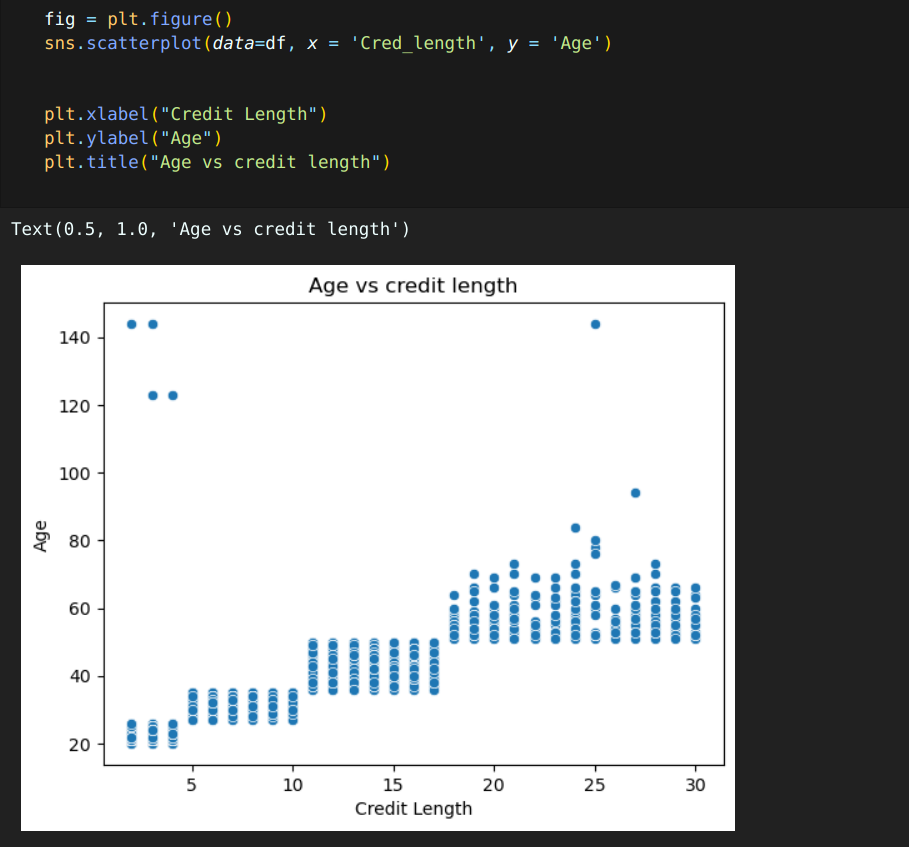 fig = plt.figure()
sns.scatterplot(data=df, x = 'Cred_length', y = 'Age')
plt.xlabel("Credit Length")
plt.ylabel("Age")
plt.title("Age vs credit length")
Text(0.5, 1.0, 'Age vs credit length')
Age vs credit length
140
120
100
80
60
40
20
Age
5 10 15 20 25 30
Credit Length